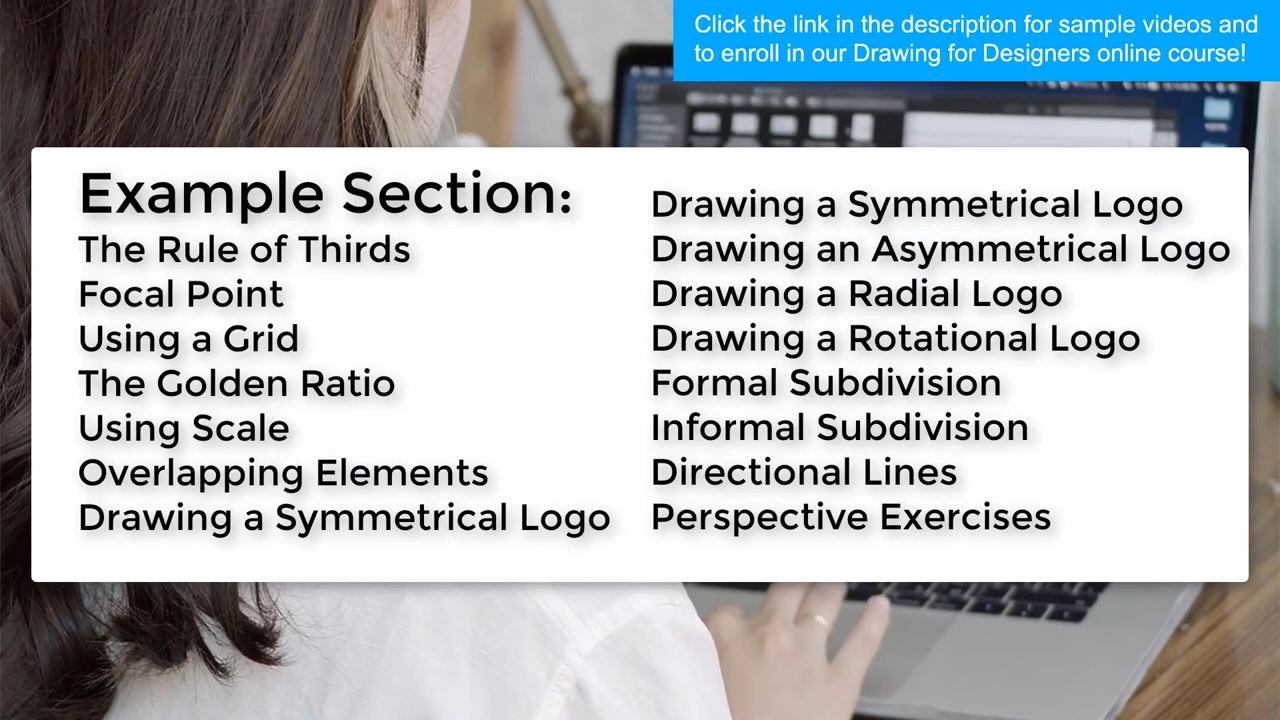 Click the link in the description for sample videos and
to enroll in our Drawing for Designers online course!
Example Section:
The Rule of Thirds
Focal Point
Using a Grid
The Golden Ratio
Using Scale
Overlapping Elements
Drawing a Symmetrical Logo
Drawing a Symmetrical Logo
Drawing an Asymmetrical Logo
Drawing a Radial Logo
Drawing a Rotational Logo
Formal Subdivision
Informal Subdivision
Directional Lines
Perspective Exercises